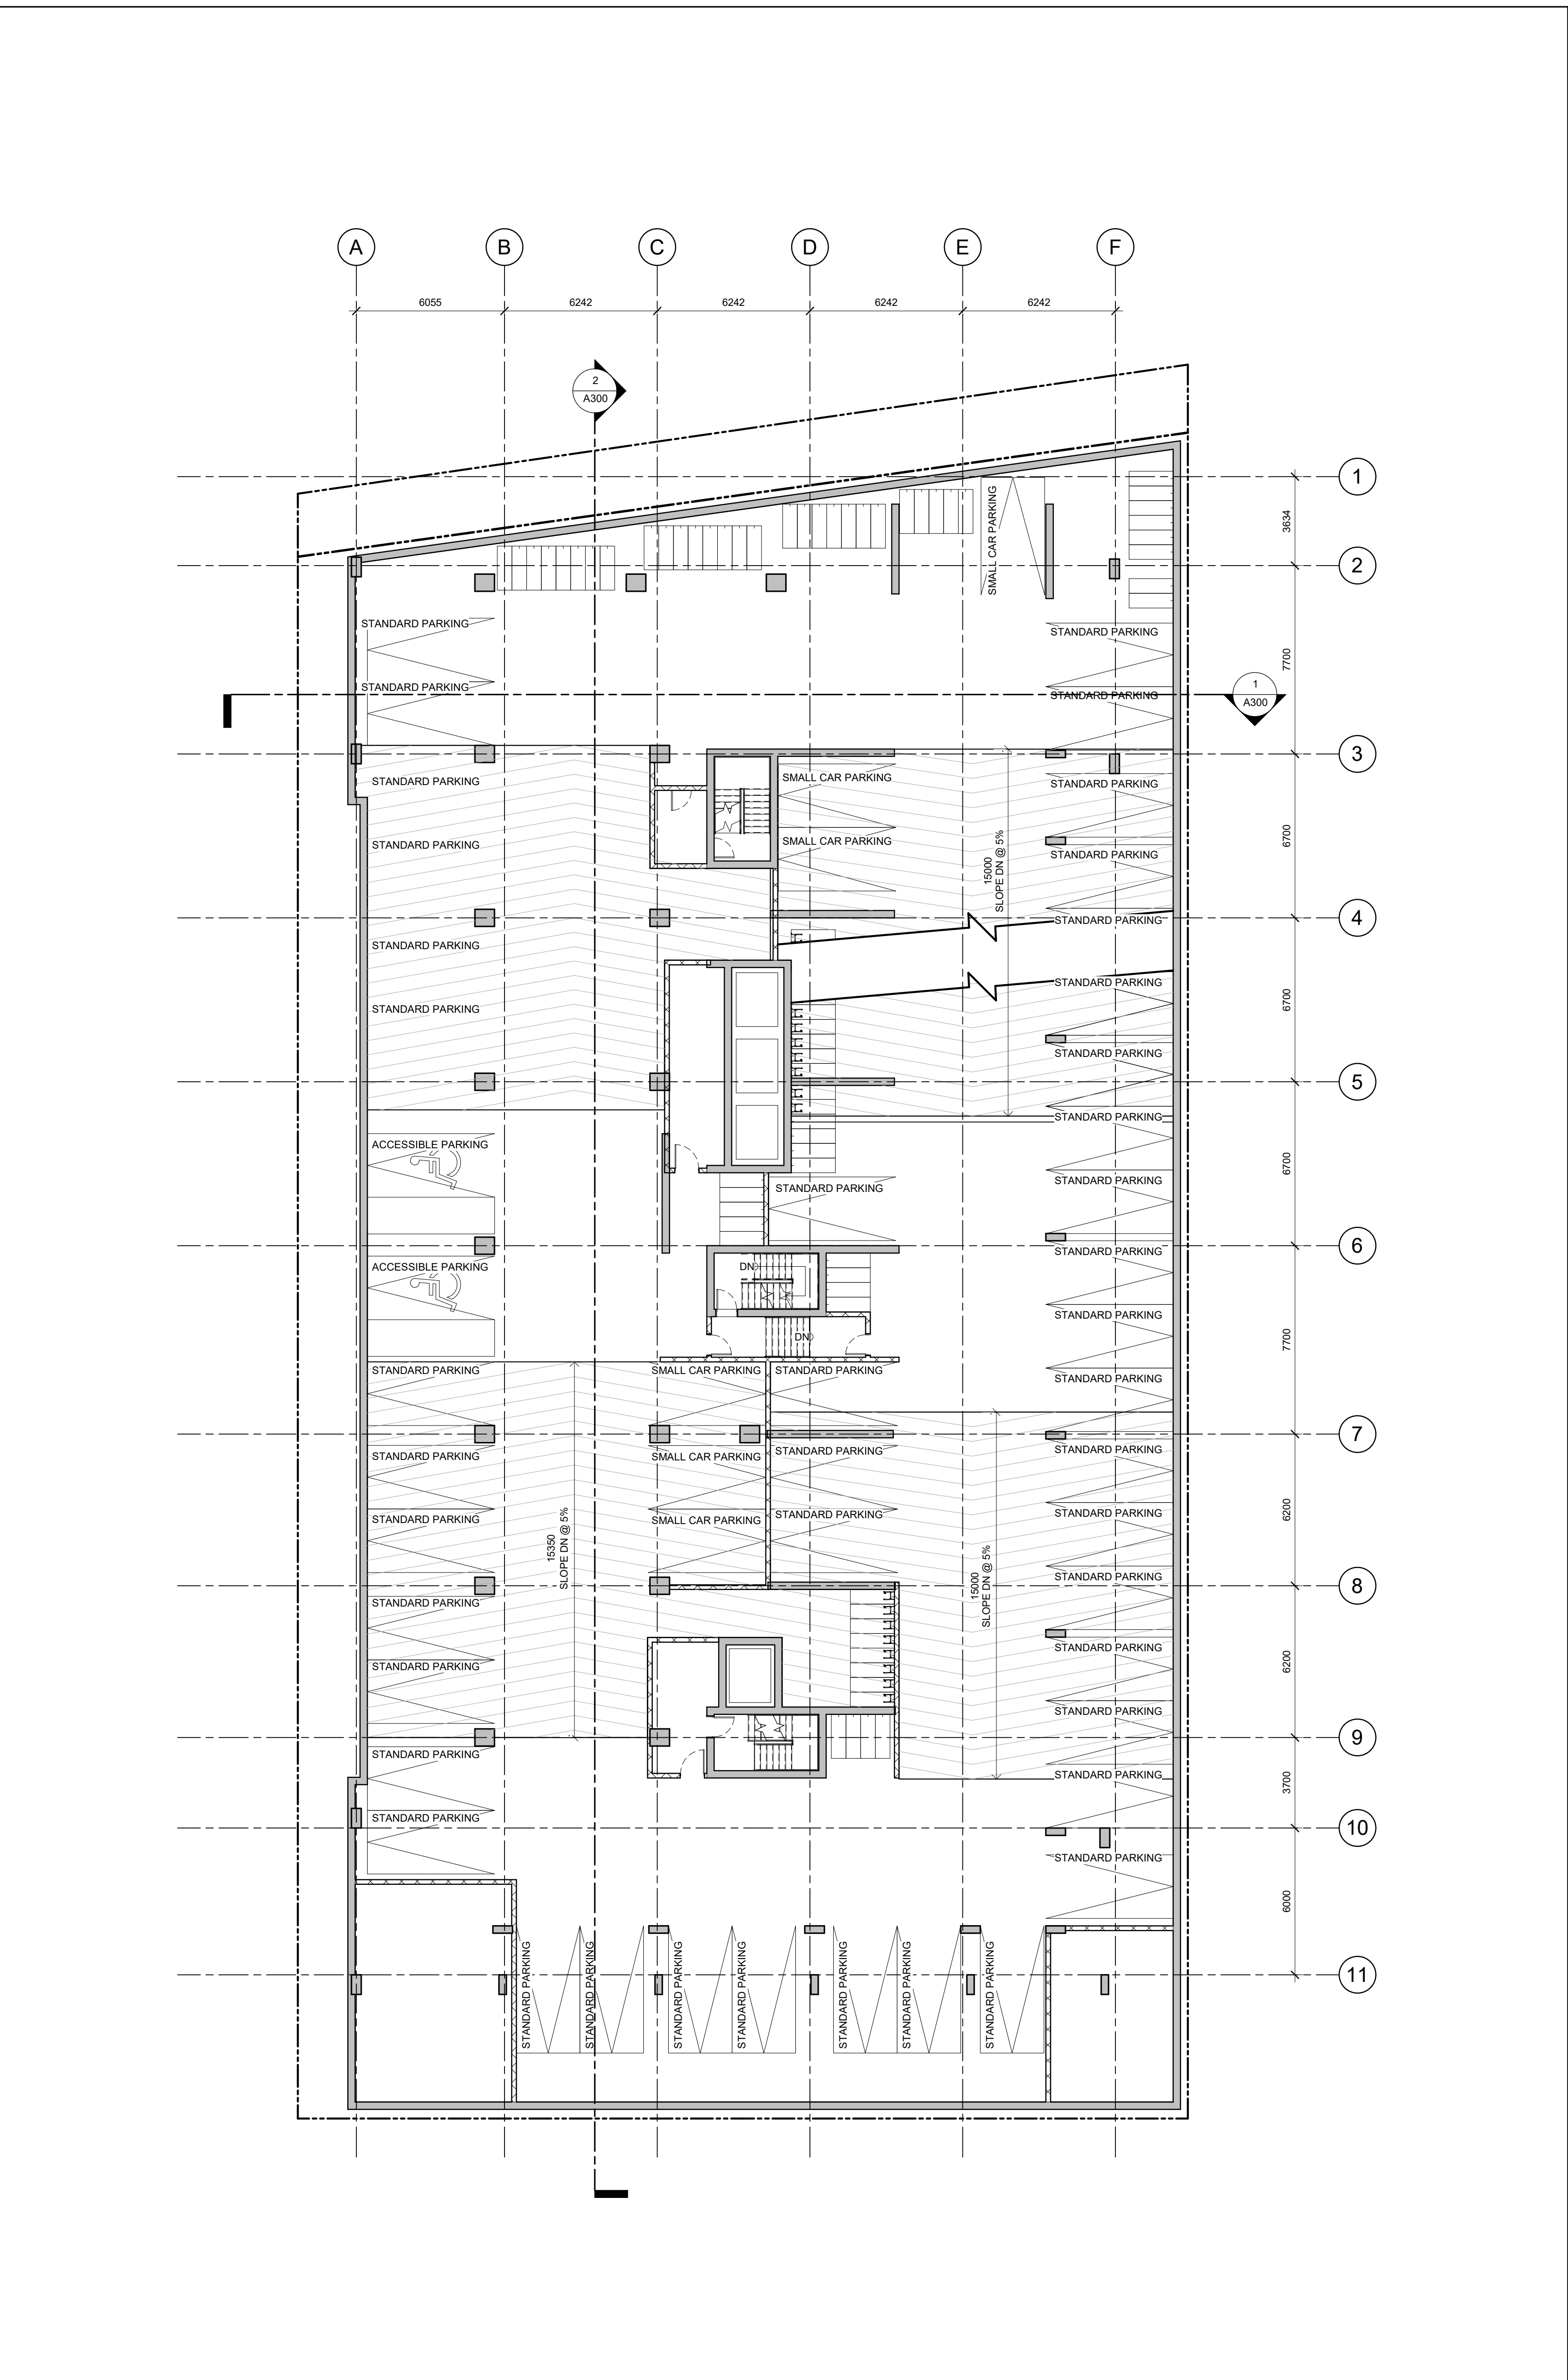 A
B
C
D
E
F
6055
6242
6242
6242
6242
2
A300
1
3634
SMALL CAR PARKING
2
STANDARD PARKING
STANDARD PARKING
7700
STANDARD PARKING
STANDARD PARKING
1
A300
3
STANDARD PARKING
SMALL CAR PARKING
STANDARD PARKING
6700
STANDARD PARKING
SMALL CAR PARKING
STANDARD PARKING
15000
SLOPE DN @ 5%
4
STANDARD PARKING
STANDARD PARKING
STANDARD PARKING
6700
STANDARD PARKING
STANDARD PARKING
5
STANDARD PARKING
ACCESSIBLE PARKING
6700
STANDARD PARKING
STANDARD PARKING
6
STANDARD PARKING
ACCESSIBLE PARKING
DN
STANDARD PARKING
7700
DN
STANDARD PARKING
SMALL CAR PARKING
STANDARD PARKING
STANDARD PARKING
7
STANDARD PARKING
SMALL CAR PARKING
STANDARD PARKING
STANDARD PARKING
6200
STANDARD PARKING
SMALL CAR PARKING
STANDARD PARKING
STANDARD PARKING
15350
SLOPE DN @ 5%
15000
SLOPE DN @ 5%
STANDARD PARKING
8
STANDARD PARKING
STANDARD PARKING
6200
STANDARD PARKING
STANDARD PARKING
9
STANDARD PARKING
STANDARD PARKING
3700
STANDARD PARKING
10
STANDARD PARKING
6000
STANDARD PARKING
STANDARD PARKING
STANDARD PARKING
STANDARD PARKING
STANDARD PARKING
STANDARD PARKING
STANDARD PARKING
11